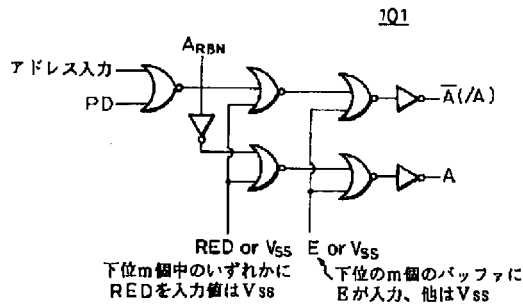 101
A_RBN
アドレス入力
PD
A̅(/A)
A
RED or VSS
下位m個中のいずれかに
REDを入力値はVSS
E or VSS
下位のm個のバッファに
Eが入力、他はVSS